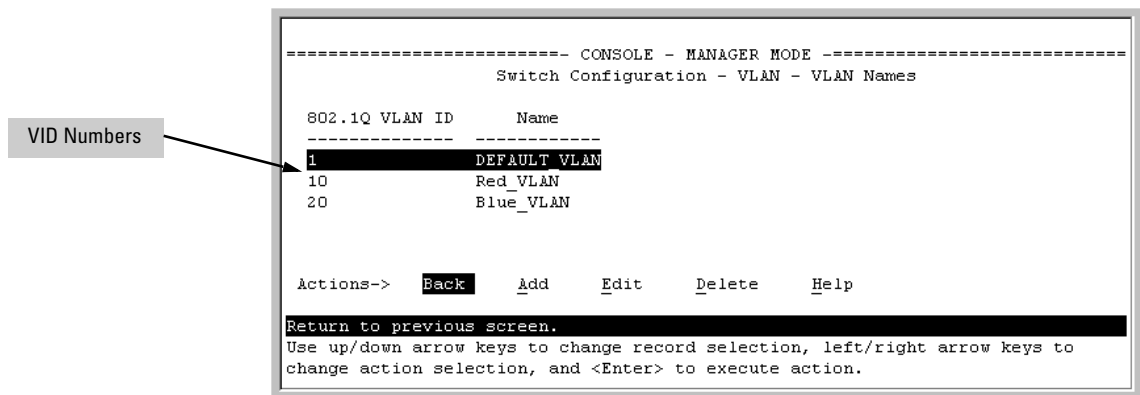 ===========================- CONSOLE - MANAGER MODE -============================
Switch Configuration - VLAN - VLAN Names
802.1Q VLAN ID Name
-------------- ------------
VID Numbers
1 DEFAULT_VLAN
10 Red_VLAN
20 Blue_VLAN
Actions-> Back Add Edit Delete Help
Return to previous screen.
Use up/down arrow keys to change record selection, left/right arrow keys to
change action selection, and <Enter> to execute action.